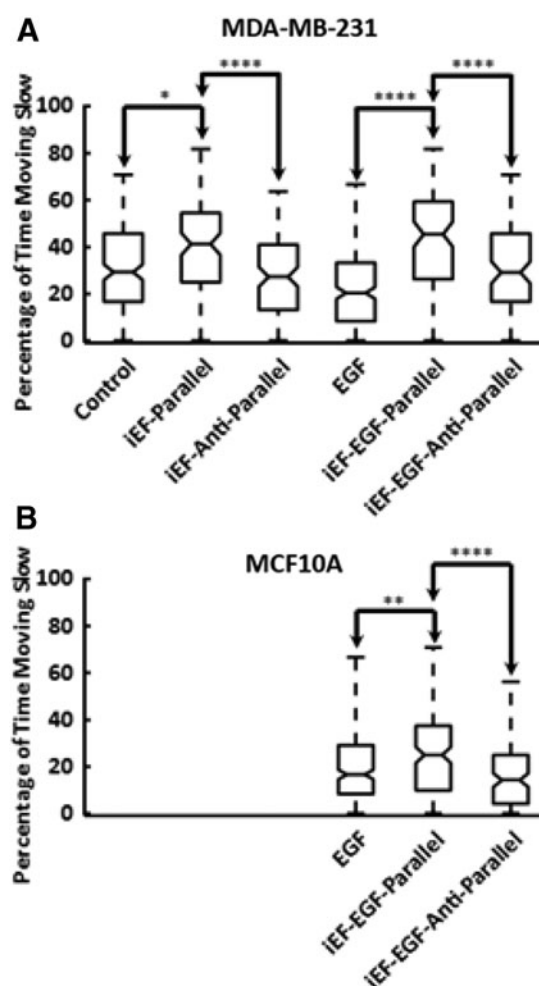 A
MDA-MB-231
* ****
**** ****
Percentage of Time Moving Slow
100
80
60
40
20
0
Control
iEF-Parallel
iEF-Anti-Parallel
EGF
iEF-EGF-Parallel
iEF-EGF-Anti-Parallel
B
MCF10A
** ****
Percentage of Time Moving Slow
100
80
60
40
20
0
EGF
iEF-EGF-Parallel
iEF-EGF-Anti-Parallel